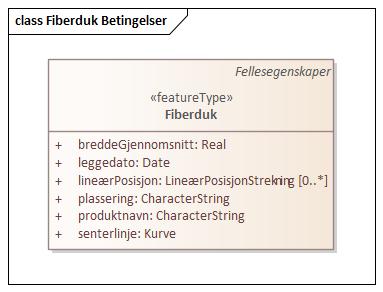 class Fiberduk Betingelser
Fellesegenskaper
«featureType»
Fiberduk
+ breddeGjennomsnitt: Real
+ leggedato: Date
+ lineærPosisjon: LineærPosisjonStrekning [0..*]
+ plassering: CharacterString
+ produktnavn: CharacterString
+ senterlinje: Kurve